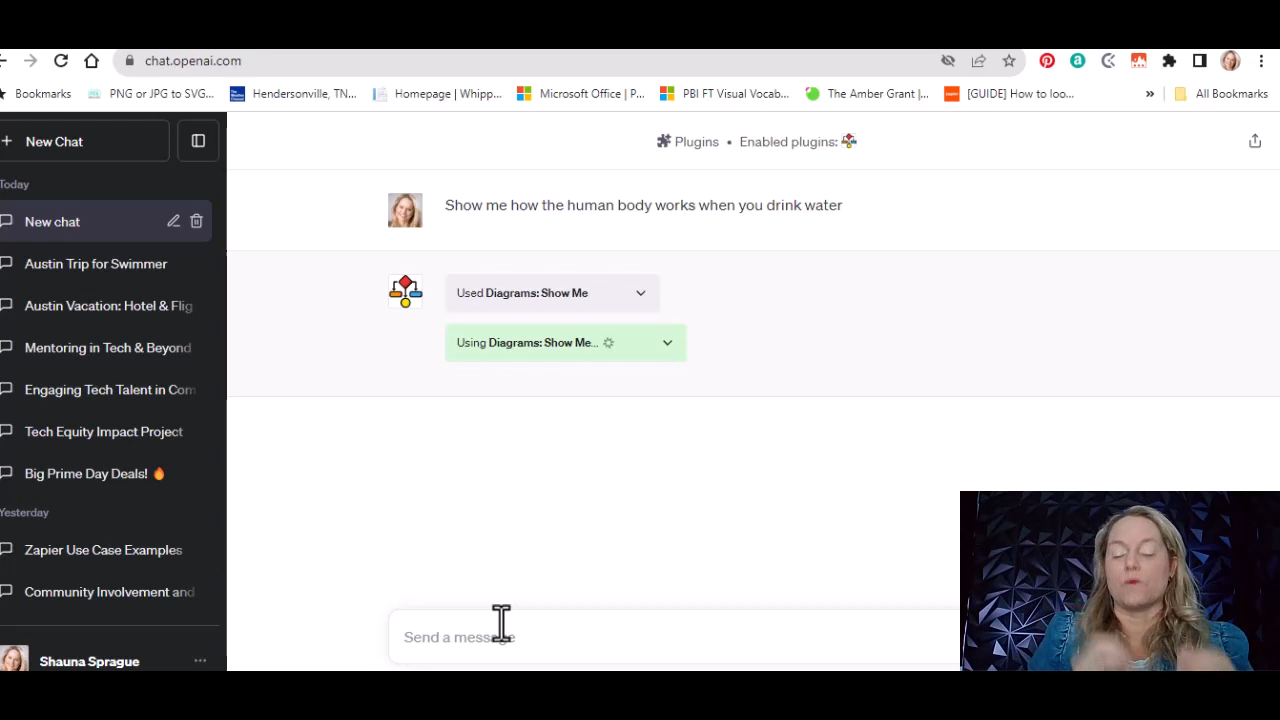 chat.openai.com
Bookmarks
PNG or JPG to SVG...
Hendersonville, TN...
Homepage | Whipp...
Microsoft Office | P...
PBI FT Visual Vocab...
The Amber Grant |...
[GUIDE] How to loo...
»
All Bookmarks
+ New Chat
Plugins • Enabled plugins:
Today
New chat
Show me how the human body works when you drink water
Austin Trip for Swimmer
Used Diagrams: Show Me
Austin Vacation: Hotel & Flig
Using Diagrams: Show Me...
Mentoring in Tech & Beyond
Engaging Tech Talent in Com
Tech Equity Impact Project
Big Prime Day Deals! 🔥
Yesterday
Zapier Use Case Examples
Community Involvement and
Send a message
Shauna Sprague ...